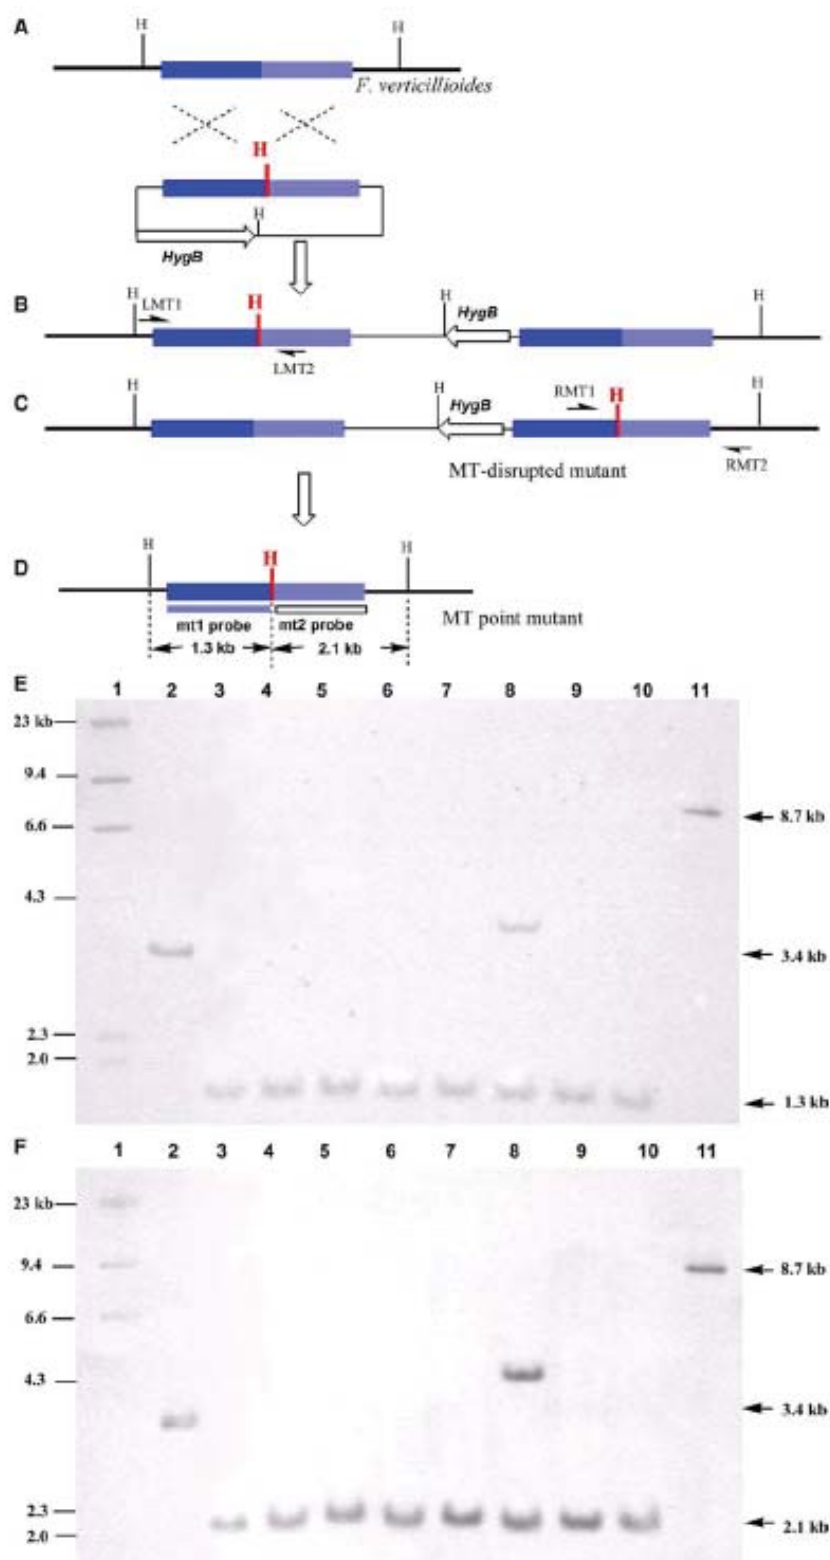 A
H
H
F. verticillioides
H
H
HygB
B
H
LMT1
H
H
HygB
H
LMT2
C
H
H
HygB
RMT1
H
H
MT-disrupted mutant
RMT2
D
H
H
H
mt1 probe
mt2 probe
MT point mutant
1.3 kb
2.1 kb
E
1 2 3 4 5 6 7 8 9 10 11
23 kb
9.4
6.6
8.7 kb
4.3
3.4 kb
2.3
2.0
1.3 kb
F
1 2 3 4 5 6 7 8 9 10 11
23 kb
9.4
8.7 kb
6.6
4.3
3.4 kb
2.3
2.1 kb
2.0